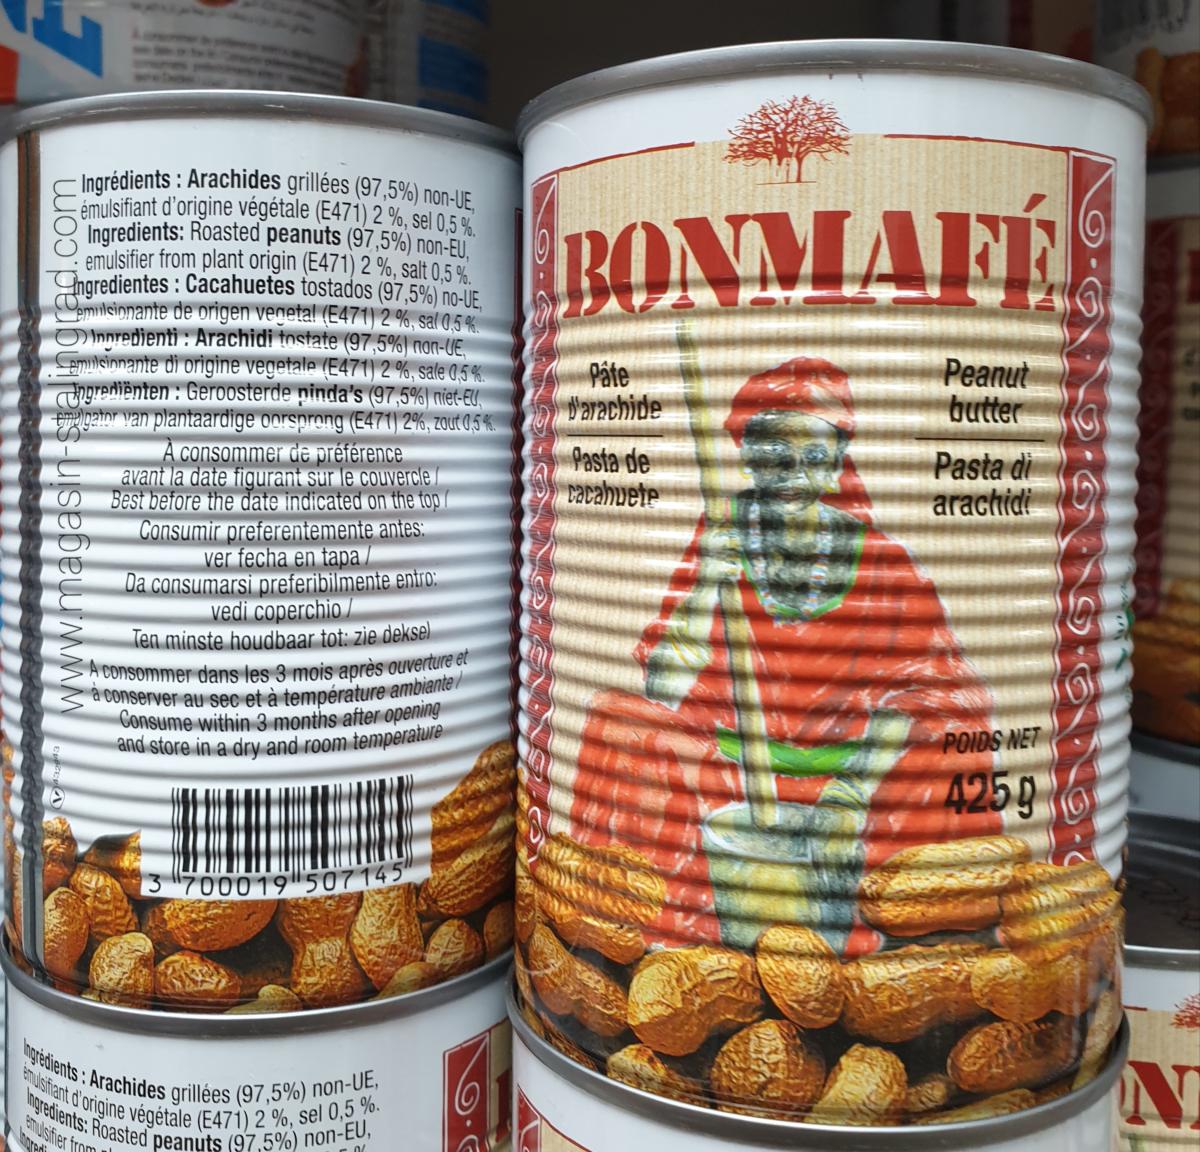 Ingrédients : Arachides grillées (97,5%) non-UE,
émulsifiant d'origine végétale (E471) 2 %, sel 0,5 %.
Ingredients: Roasted peanuts (97,5%) non-EU,
emulsifier from plant origin (E471) 2 %, salt 0,5 %.
Ingredientes : Cacahuetes tostados (97,5%) no-UE,
emulsionante de origen vegetal (E471) 2 %, sal 0,5 %.
Ingredienti : Arachidi tostate (97,5%) non-UE,
emulsionante di origine vegetale (E471) 2 %, sale 0,5 %.
Ingrediënten : Geroosterde pinda's (97,5%) niet-EU,
emulgator van plantaardige oorsprong (E471) 2%, zout 0,5 %.
À consommer de préférence
avant la date figurant sur le couvercle /
Best before the date indicated on the top /
Consumir preferentemente antes:
ver fecha en tapa /
Da consumarsi preferibilmente entro:
vedi coperchio /
Ten minste houdbaar tot: zie deksel
A consommer dans les 3 mois après ouverture et
à conserver au sec et à température ambiante /
Consume within 3 months after opening
and store in a dry and room temperature
3 700019 507145
www.magasin-salingrad.com
BONMAFÉ
Pâte
d'arachide
Pasta de
cacahuete
Peanut
butter
Pasta di
arachidi
POIDS NET
425 g
Ingrédients : Arachides grillées (97,5%) non-UE,
émulsifiant d'origine végétale (E471) 2 %, sel 0,5 %.
Ingredients: Roasted peanuts (97,5%) non-EU,
emulsifier from